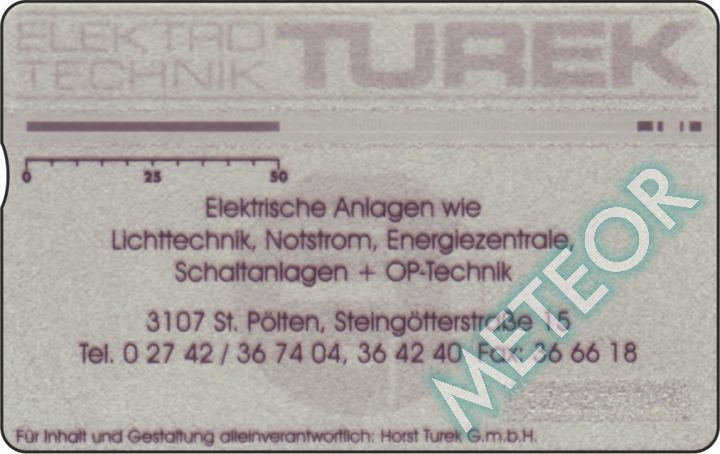 ELEKTRO TUREK
TECHNIK
0 25 50
Elektrische Anlagen wie
Lichttechnik, Notstrom, Energiezentrale,
Schaltanlagen + OP-Technik
3107 St. Pölten, Steingötterstraße 15
Tel. 0 27 42 / 36 74 04, 36 42 40, Fax: 36 66 18
METEOR
Für Inhalt und Gestaltung alleinverantwortlich: Horst Turek G.m.b.H.